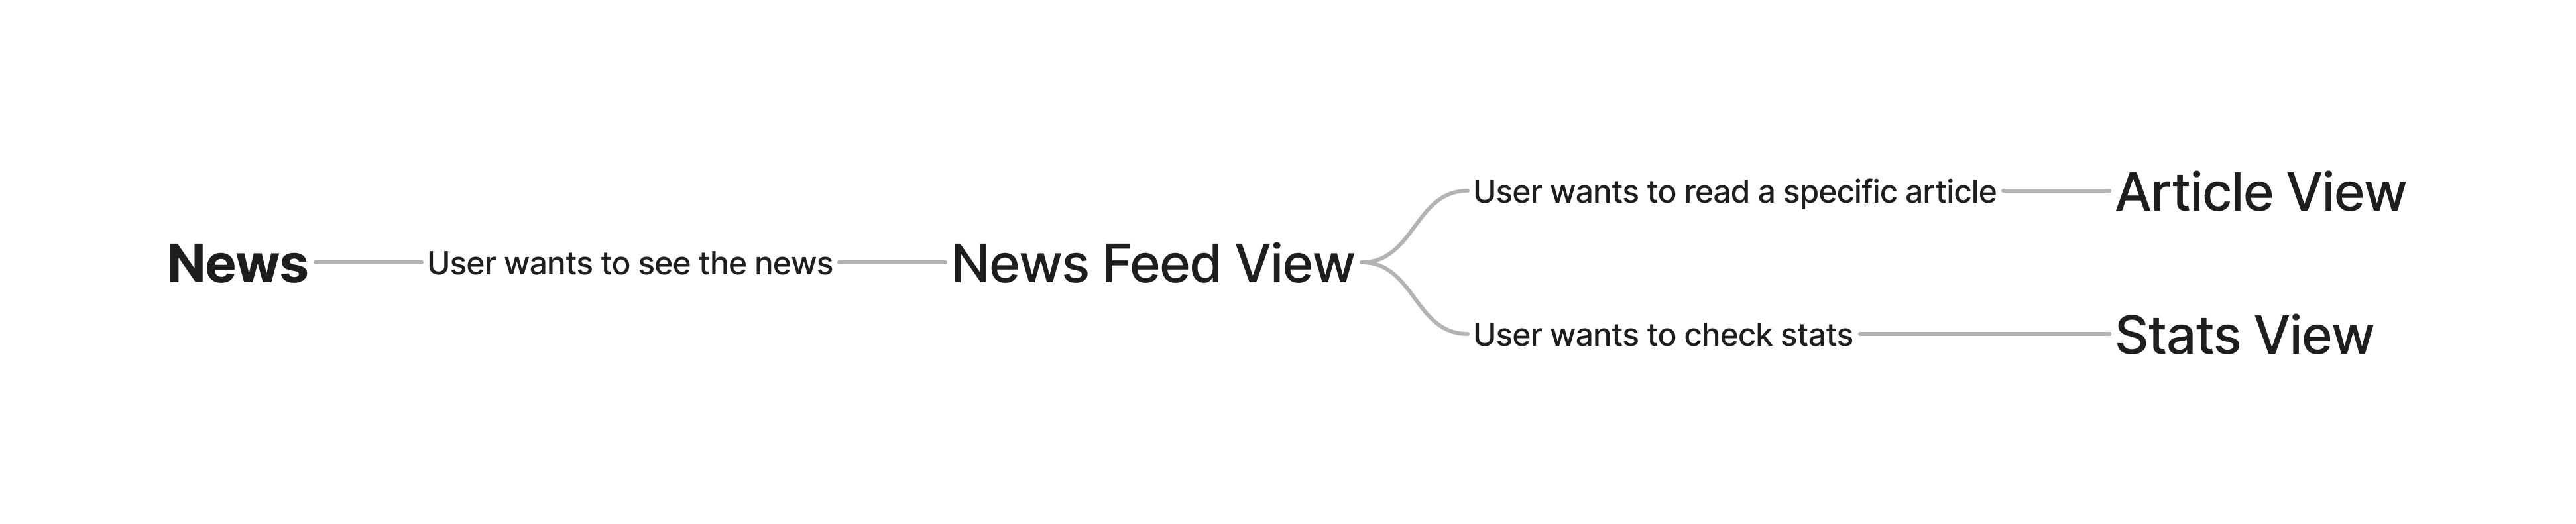 News
User wants to see the news
News Feed View
User wants to read a specific article
Article View
User wants to check stats
Stats View